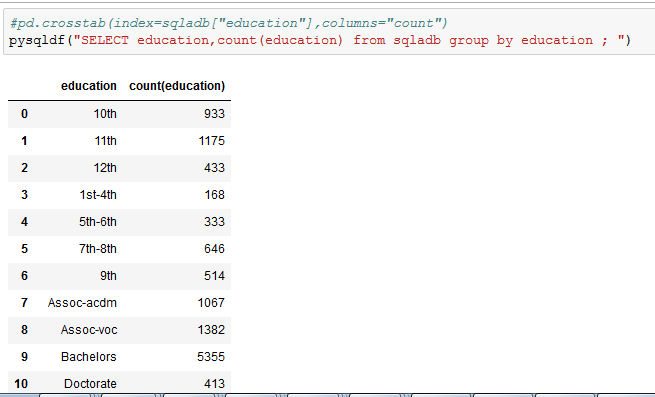 #pd.crosstab(index=sqladb["education"],columns="count")
pysqldf("SELECT education,count(education) from sqladb group by education ; ")
education count(education)
0 10th 933
1 11th 1175
2 12th 433
3 1st-4th 168
4 5th-6th 333
5 7th-8th 646
6 9th 514
7 Assoc-acdm 1067
8 Assoc-voc 1382
9 Bachelors 5355
10 Doctorate 413